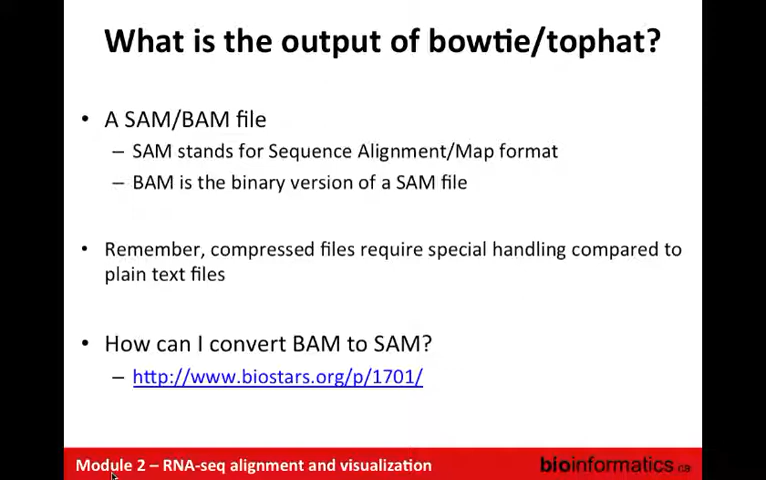 What is the output of bowtie/tophat?
• A SAM/BAM file
– SAM stands for Sequence Alignment/Map format
– BAM is the binary version of a SAM file
• Remember, compressed files require special handling compared to
plain text files
• How can I convert BAM to SAM?
– http://www.biostars.org/p/1701/
Module 2 – RNA-seq alignment and visualization
bioinformatics.ca